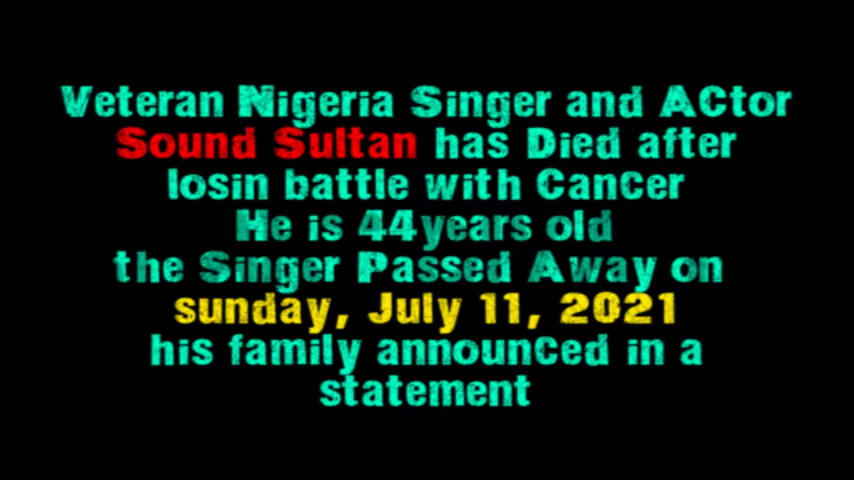 Veteran Nigeria Singer and ACtor
Sound Sultan has Died after
losin battle with CanCer
He is 44years old
the Singer Passed Away on
sunday, July 11, 2021
his family announCed in a
statement